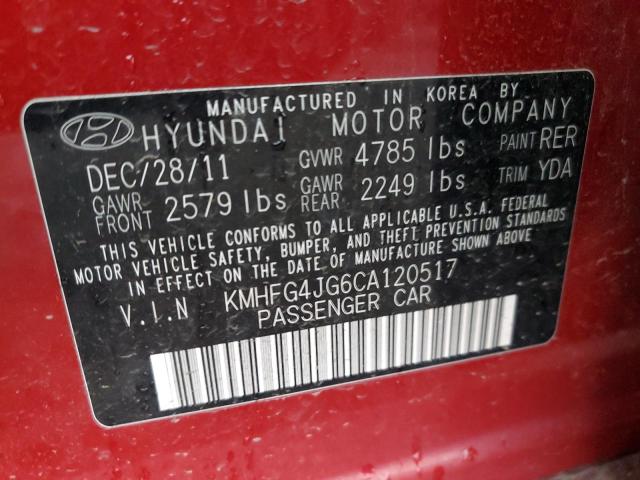 MANUFACTURED IN KOREA BY
HYUNDAI MOTOR COMPANY
DEC/28/11 GVWR 4785 lbs PAINT RER
GAWR FRONT 2579 lbs GAWR REAR 2249 lbs TRIM YDA
THIS VEHICLE CONFORMS TO ALL APPLICABLE U.S.A. FEDERAL
MOTOR VEHICLE SAFETY, BUMPER, AND THEFT PREVENTION STANDARDS
IN EFFECT ON THE DATE OF MANUFACTURE SHOWN ABOVE
V.I.N KMHFG4JG6CA120517
PASSENGER CAR